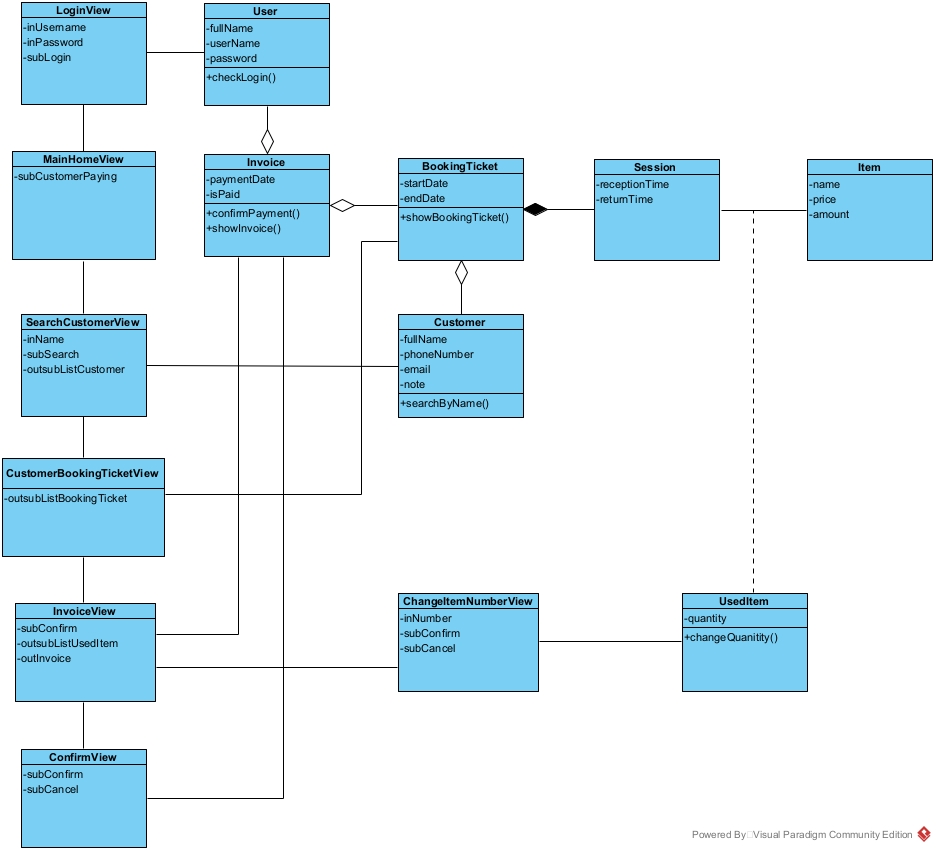 LoginView
-inUsername
-inPassword
-subLogin
User
-fullName
-userName
-password
+checkLogin()
MainHomeView
-subCustomerPaying
Invoice
-paymentDate
-isPaid
+confirmPayment()
+showInvoice()
BookingTicket
-startDate
-endDate
+showBookingTicket()
Session
-receptionTime
-returnTime
Item
-name
-price
-amount
SearchCustomerView
-inName
-subSearch
-outsubListCustomer
Customer
-fullName
-phoneNumber
-email
-note
+searchByName()
CustomerBookingTicketView
-outsubListBookingTicket
InvoiceView
-subConfirm
-outsubListUsedItem
-outInvoice
ChangeItemNumberView
-inNumber
-subConfirm
-subCancel
UsedItem
-quantity
+changeQuanitity()
ConfirmView
-subConfirm
-subCancel
Powered By Visual Paradigm Community Edition